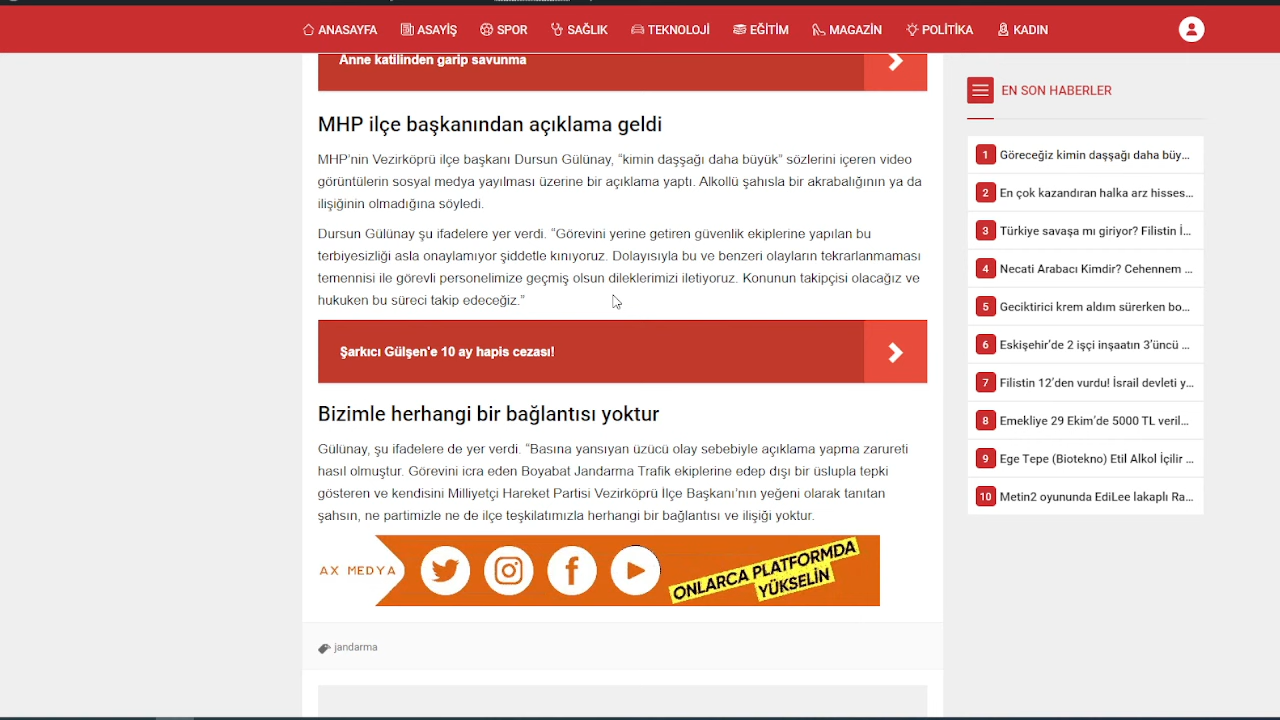 ANASAYFA ASAYİŞ SPOR SAĞLIK TEKNOLOJİ EĞİTİM MAGAZİN POLİTİKA KADIN
Anne katilinden garip savunma
MHP ilçe başkanından açıklama geldi
MHP'nin Vezirköprü ilçe başkanı Dursun Gülünay, “kimin daşşağı daha büyük” sözlerini içeren video
görüntülerin sosyal medya yayılması üzerine bir açıklama yaptı. Alkollü şahısla bir akrabalığının ya da
ilişiğinin olmadığına söyledi.
Dursun Gülünay şu ifadelere yer verdi. “Görevini yerine getiren güvenlik ekiplerine yapılan bu
terbiyesizliği asla onaylamıyor şiddetle kınıyoruz. Dolayısıyla bu ve benzeri olayların tekrarlanmaması
temennisi ile görevli personelimize geçmiş olsun dileklerimizi iletiyoruz. Konunun takipçisi olacağız ve
hukuken bu süreci takip edeceğiz.”
Şarkıcı Gülşen'e 10 ay hapis cezası!
Bizimle herhangi bir bağlantısı yoktur
Gülünay, şu ifadelere de yer verdi. “Basına yansıyan üzücü olay sebebiyle açıklama yapma zarureti
hasıl olmuştur. Görevini icra eden Boyabat Jandarma Trafik ekiplerine edep dışı bir üslupla tepki
gösteren ve kendisini Milliyetçi Hareket Partisi Vezirköprü İlçe Başkanı'nın yeğeni olarak tanıtan
şahsın, ne partimizle ne de ilçe teşkilatımızla herhangi bir bağlantısı ve ilişiği yoktur.
AX MEDYA
ONLARCA PLATFORMDA
YÜKSELİN
jandarma
EN SON HABERLER
1 Göreceğiz kimin daşşağı daha büy...
2 En çok kazandıran halka arz hisses...
3 Türkiye savaşa mı giriyor? Filistin İ...
4 Necati Arabacı Kimdir? Cehennem ...
5 Geciktirici krem aldım sürerken bo...
6 Eskişehir'de 2 işçi inşaatın 3'üncü ...
7 Filistin 12'den vurdu! İsrail devleti y...
8 Emekliye 29 Ekim'de 5000 TL veril...
9 Ege Tepe (Biotekno) Etil Alkol İçilir ...
10 Metin2 oyununda EdiLee lakaplı Ra...